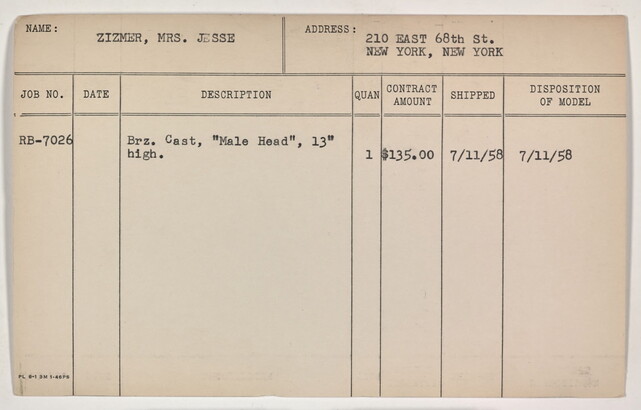 NAME: ZIZMER, MRS. JESSE ADDRESS: 210 EAST 68th St.
NEW YORK, NEW YORK
JOB NO. DATE DESCRIPTION QUAN CONTRACT AMOUNT SHIPPED DISPOSITION OF MODEL
RB-7026 Brz. Cast, "Male Head", 13"
high. 1 $135.00 7/11/58 7/11/58